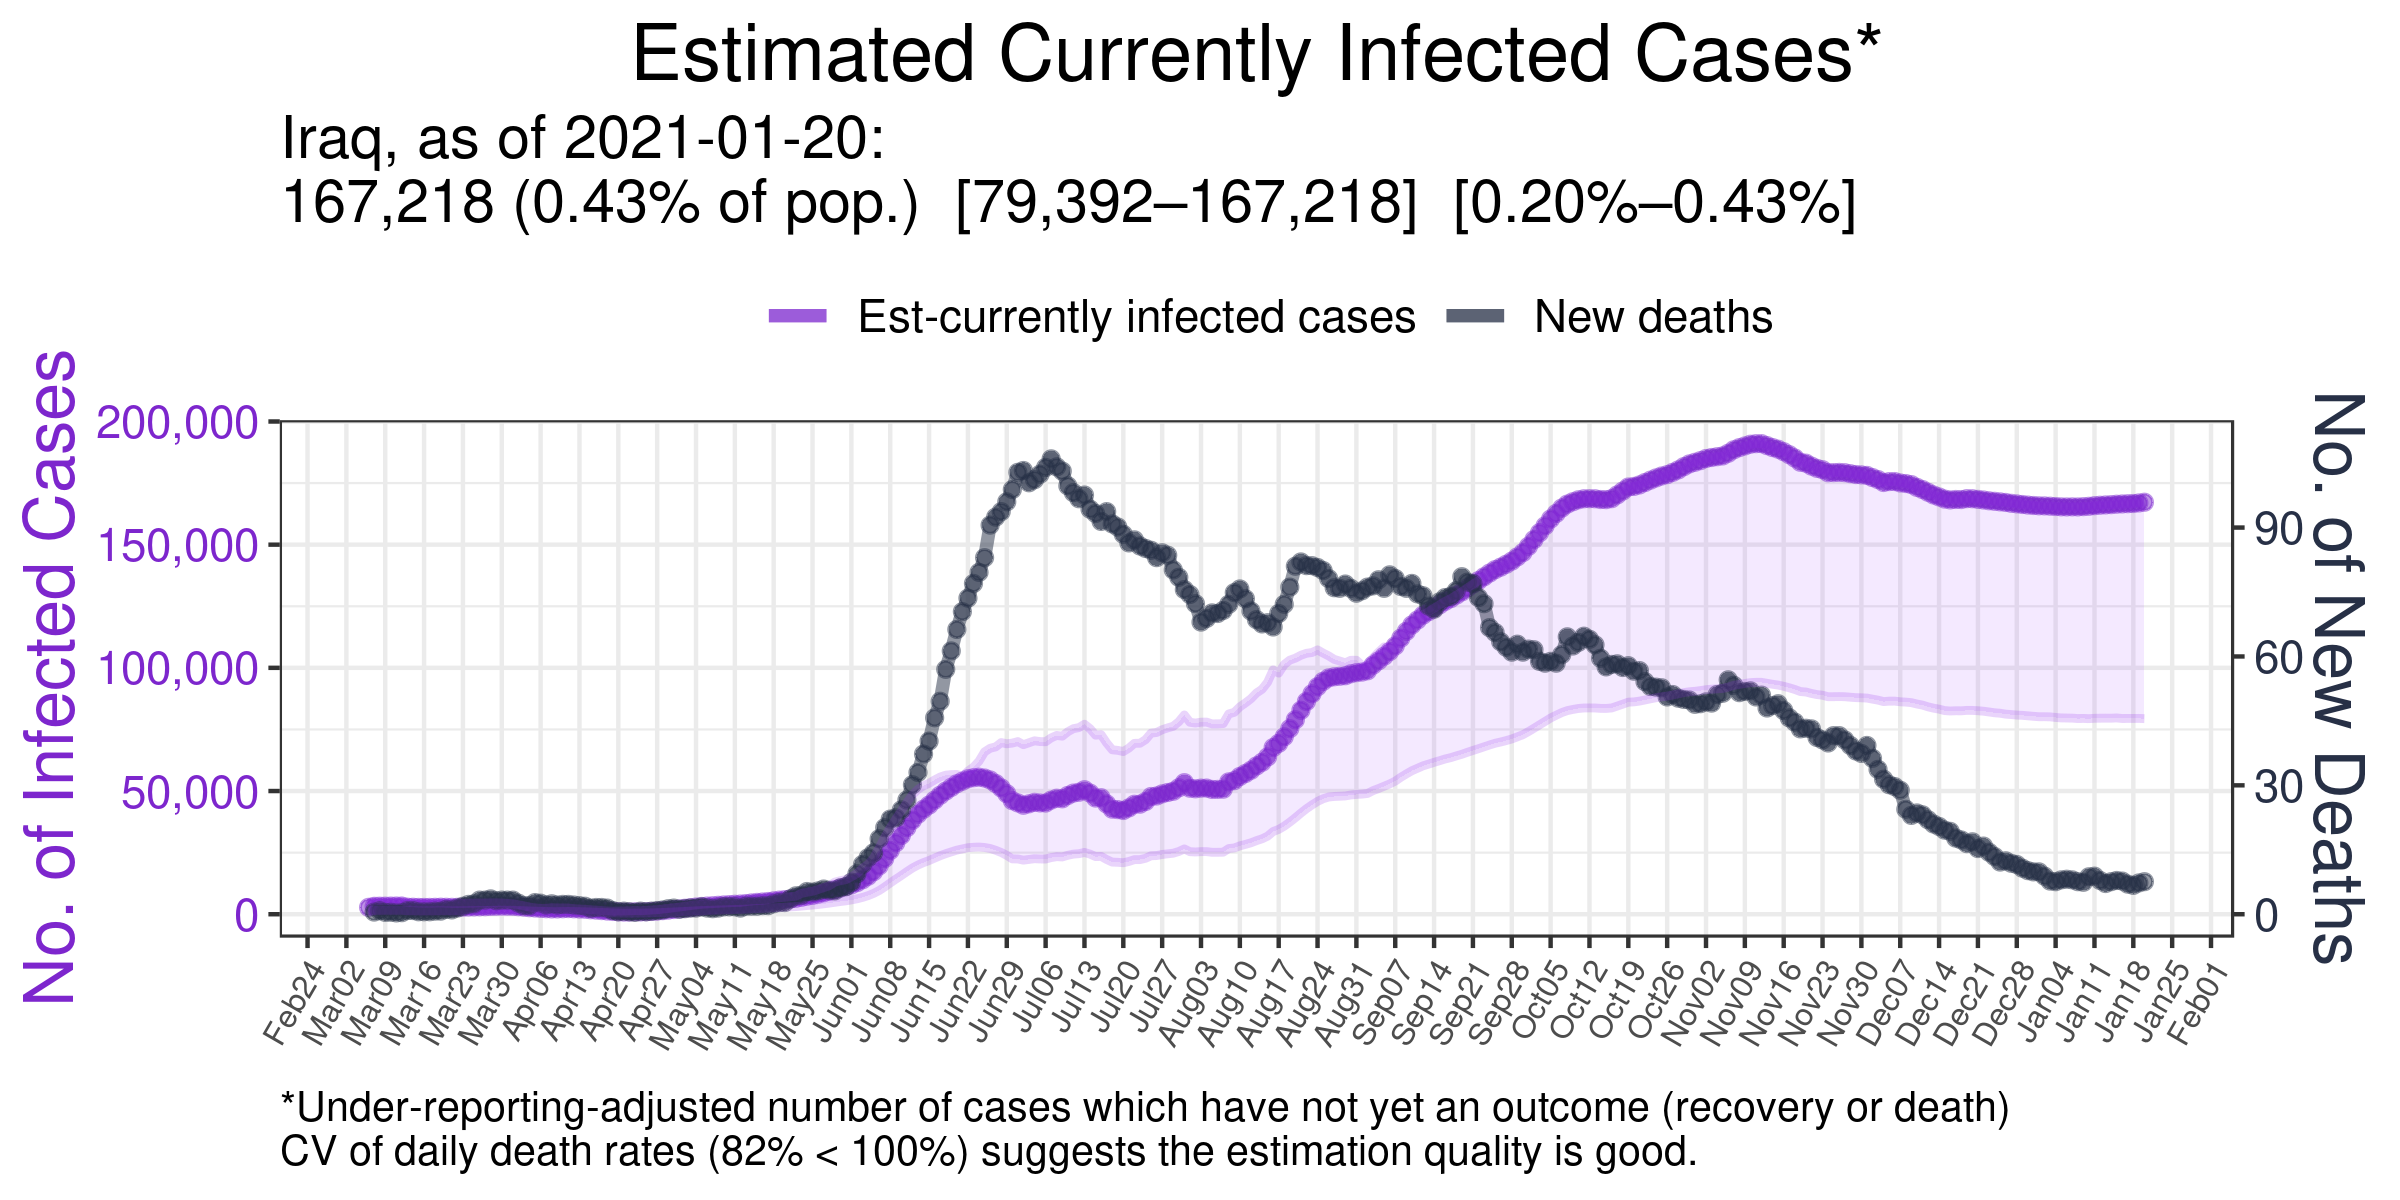 Estimated Currently Infected Cases*
Iraq, as of 2021-01-20:
167,218 (0.43% of pop.) [79,392–167,218] [0.20%–0.43%]
Est-currently infected cases
New deaths
No. of Infected Cases
200,000
150,000
100,000
50,000
0
90
60
30
0
No. of New Deaths
Feb24
Mar02
Mar09
Mar16
Mar23
Mar30
Apr06
Apr13
Apr20
Apr27
May04
May11
May18
May25
Jun01
Jun08
Jun15
Jun22
Jun29
Jul06
Jul13
Jul20
Jul27
Aug03
Aug10
Aug17
Aug24
Aug31
Sep07
Sep14
Sep21
Sep28
Oct05
Oct12
Oct19
Oct26
Nov02
Nov09
Nov16
Nov23
Nov30
Dec07
Dec14
Dec21
Dec28
Jan04
Jan11
Jan18
Jan25
Feb01
*Under-reporting-adjusted number of cases which have not yet an outcome (recovery or death)
CV of daily death rates (82% < 100%) suggests the estimation quality is good.